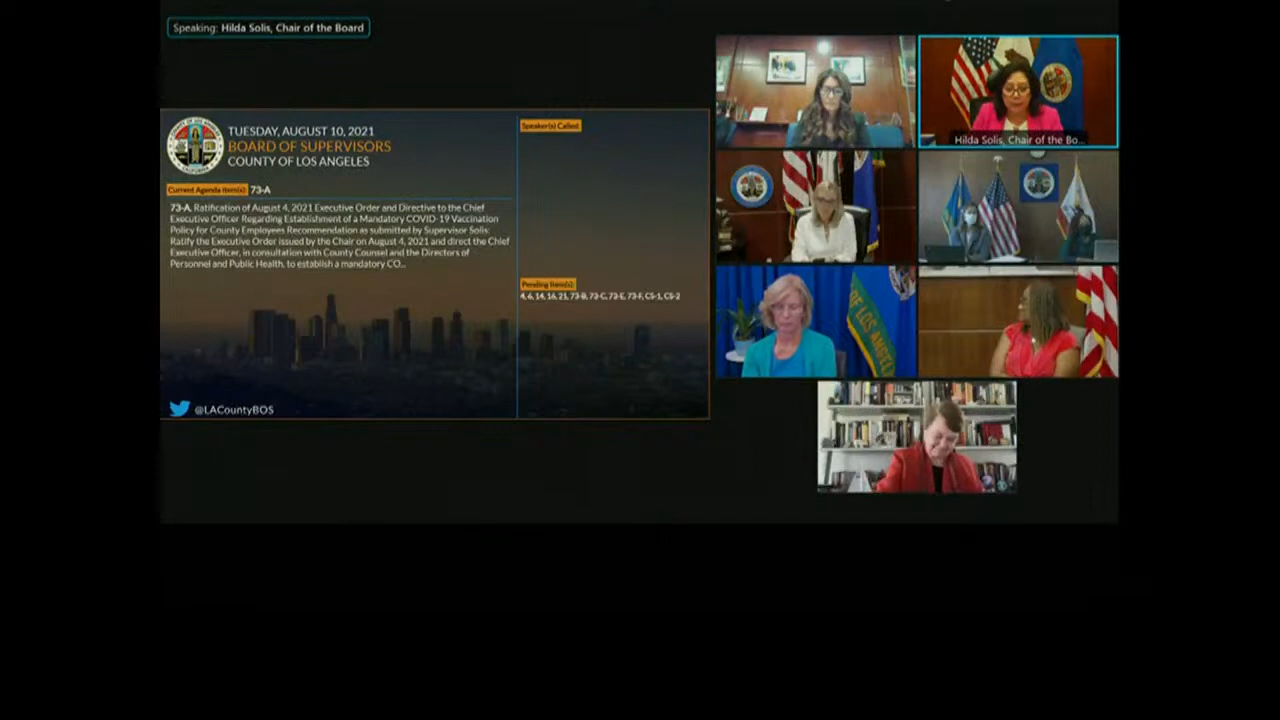 Speaking: Hilda Solis, Chair of the Board
TUESDAY, AUGUST 10, 2021
BOARD OF SUPERVISORS
COUNTY OF LOS ANGELES
Current Agenda Item(s): 73-A
73-A. Ratification of August 4, 2021 Executive Order and Directive to the Chief
Executive Officer Regarding Establishment of a Mandatory COVID-19 Vaccination
Policy for County Employees Recommendation as submitted by Supervisor Solis:
Ratify the Executive Order issued by the Chair on August 4, 2021 and direct the Chief
Executive Officer, in consultation with County Counsel and the Directors of
Personnel and Public Health, to establish a mandatory CO...
@LACountyBOS
Speaker(s) Called:
Pending Item(s):
4, 6, 14, 16, 21, 73-B, 73-C, 73-E, 73-F, CS-1, CS-2
Hilda Solis, Chair of the Bo...
OF LOS ANGELES